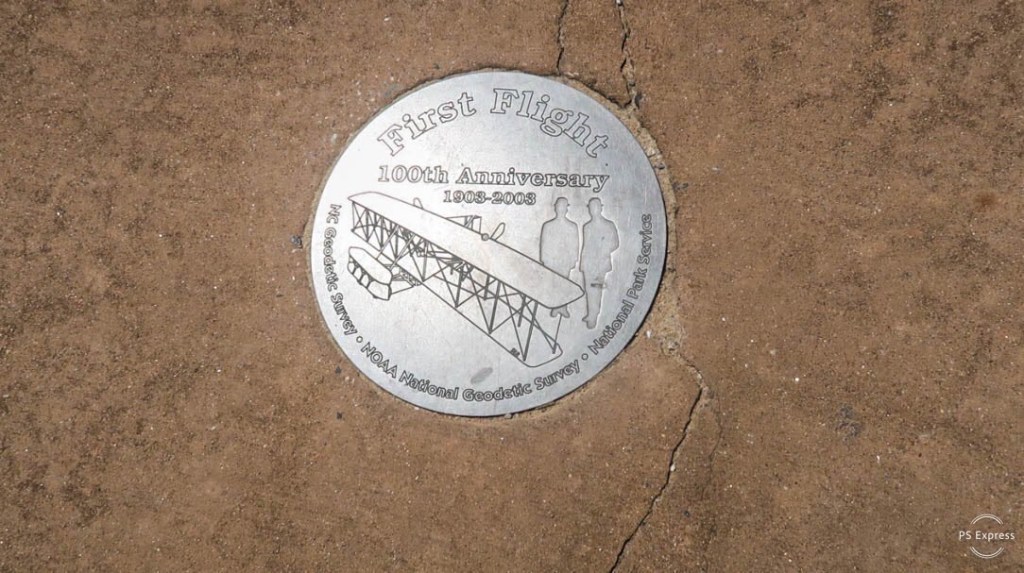 First Flight
100th Anniversary
1903-2003
NC Geodetic Survey • NOAA National Geodetic Survey • National Park Service
PS Express